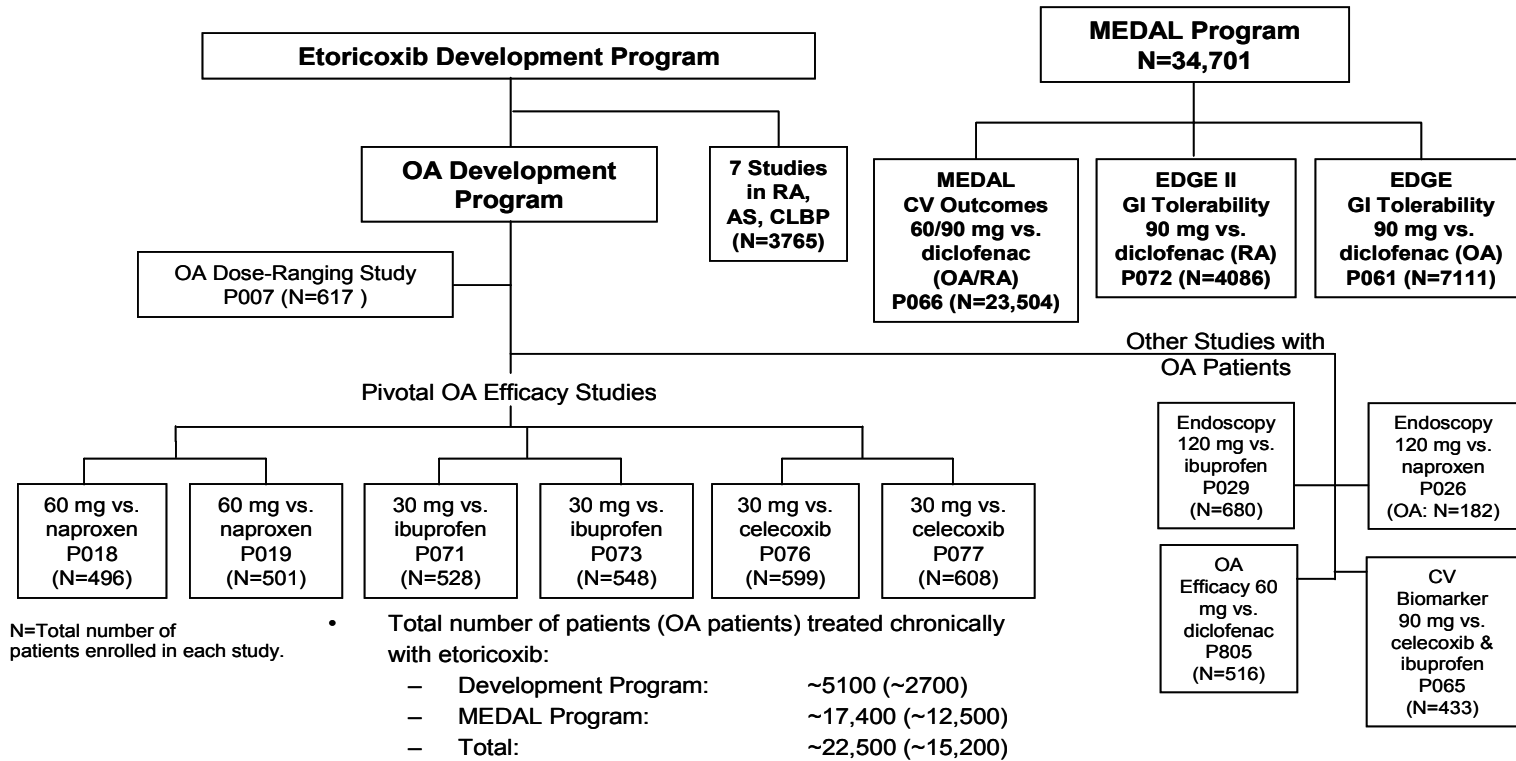 Etoricoxib Development Program
MEDAL Program
N=34,701
OA Development
Program
7 Studies
in RA,
AS, CLBP
(N=3765)
MEDAL
CV Outcomes
60/90 mg vs.
diclofenac
(OA/RA)
P066 (N=23,504)
EDGE II
GI Tolerability
90 mg vs.
diclofenac (RA)
P072 (N=4086)
EDGE
GI Tolerability
90 mg vs.
diclofenac (OA)
P061 (N=7111)
OA Dose-Ranging Study
P007 (N=617 )
Other Studies with
OA Patients
Pivotal OA Efficacy Studies
60 mg vs.
naproxen
P018
(N=496)
60 mg vs.
naproxen
P019
(N=501)
30 mg vs.
ibuprofen
P071
(N=528)
30 mg vs.
ibuprofen
P073
(N=548)
30 mg vs.
celecoxib
P076
(N=599)
30 mg vs.
celecoxib
P077
(N=608)
Endoscopy
120 mg vs.
ibuprofen
P029
(N=680)
Endoscopy
120 mg vs.
naproxen
P026
(OA: N=182)
OA
Efficacy 60
mg vs.
diclofenac
P805
(N=516)
CV
Biomarker
90 mg vs.
celecoxib &
ibuprofen
P065
(N=433)
N=Total number of
patients enrolled in each study.
• Total number of patients (OA patients) treated chronically
with etoricoxib:
– Development Program: ~5100 (~2700)
– MEDAL Program: ~17,400 (~12,500)
– Total: ~22,500 (~15,200)